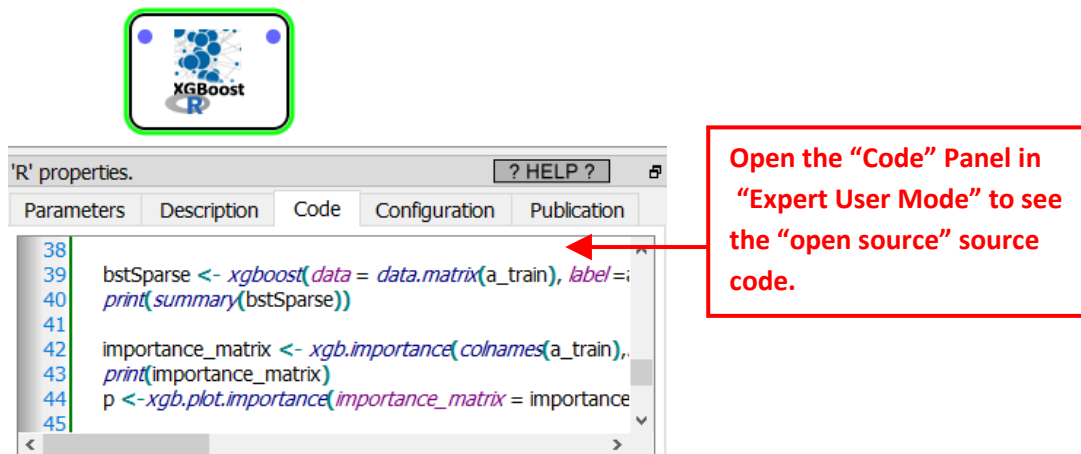 XGBoost
R
'R' properties.
? HELP ?
Parameters Description Code Configuration Publication
38
39 bstSparse <- xgboost(data = data.matrix(a_train), label =
40 print(summary(bstSparse))
41
42 importance_matrix <- xgb.importance(colnames(a_train),
43 print(importance_matrix)
44 p <-xgb.plot.importance(importance_matrix = importance
45
Open the “Code” Panel in
“Expert User Mode” to see
the “open source” source
code.